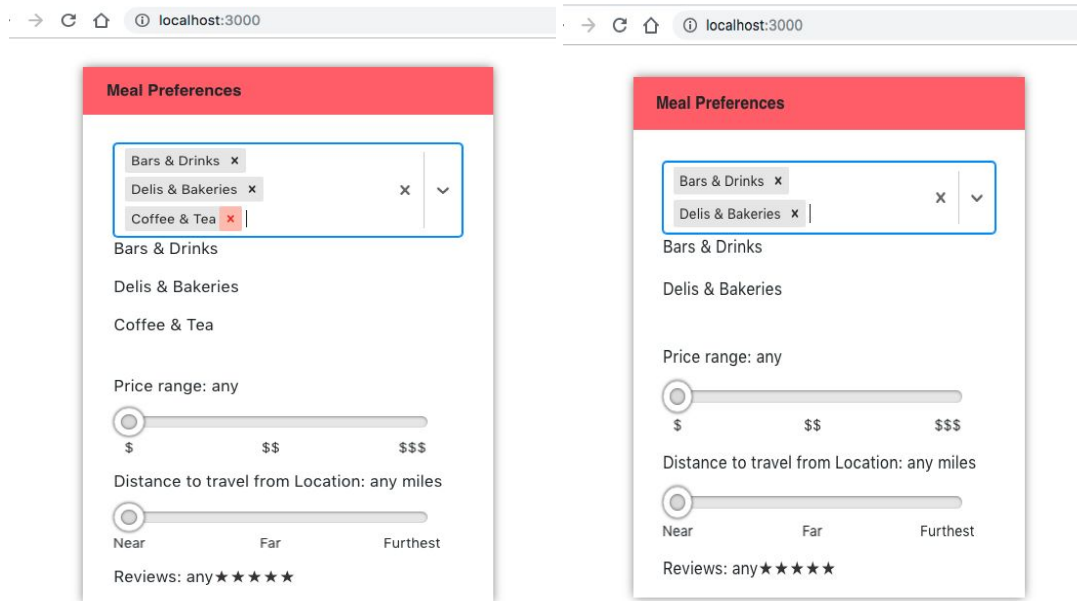 localhost:3000
Meal Preferences
Bars & Drinks ×
Delis & Bakeries ×
Coffee & Tea ×
Bars & Drinks
Delis & Bakeries
Coffee & Tea
Price range: any
$ $$ $$$
Distance to travel from Location: any miles
Near Far Furthest
Reviews: any★★★★★
localhost:3000
Meal Preferences
Bars & Drinks ×
Delis & Bakeries ×
Bars & Drinks
Delis & Bakeries
Price range: any
$ $$ $$$
Distance to travel from Location: any miles
Near Far Furthest
Reviews: any★★★★★